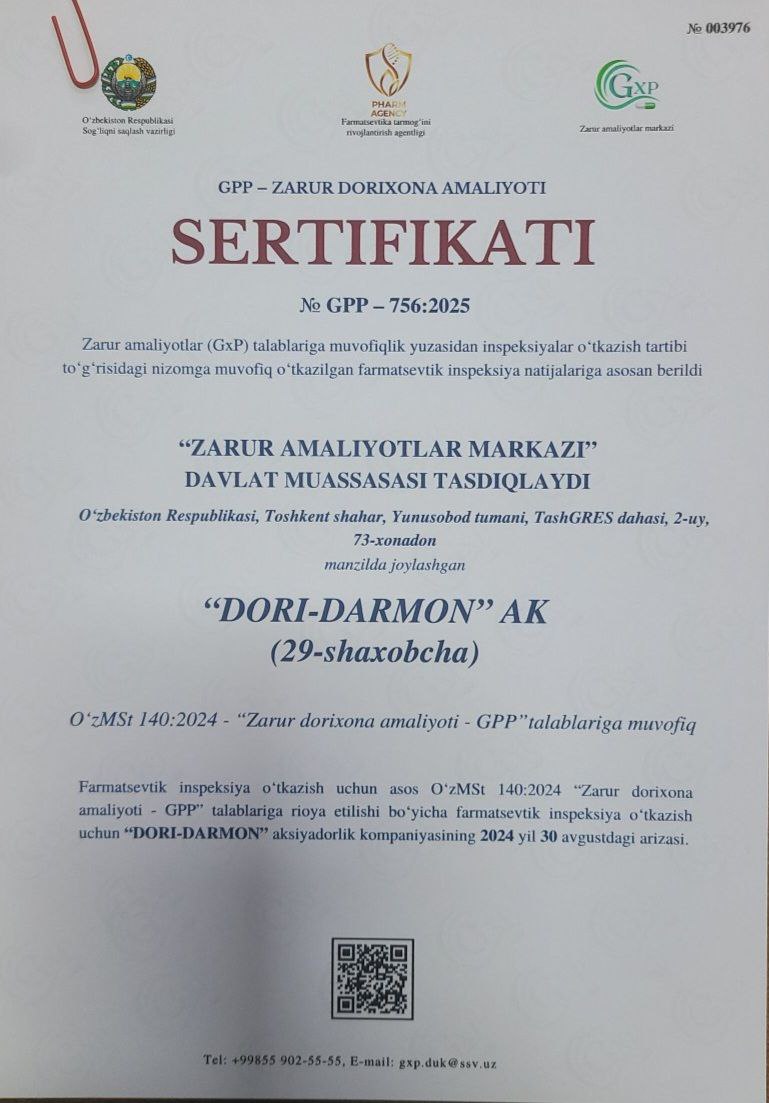 № 003976
O‘zbekiston Respublikasi
Sog‘liqni saqlash vazirligi
PHARM
AGENCY
Farmatsevtika tarmog‘ini
rivojlantirish agentligi
GXP
Zarur amaliyotlar markazi
GPP – ZARUR DORIXONA AMALIYOTI
SERTIFIKATI
№ GPP – 756:2025
Zarur amaliyotlar (GxP) talablariga muvofiqlik yuzasidan inspeksiyalar o‘tkazish tartibi
to‘g‘risidagi nizomga muvofiq o‘tkazilgan farmatsevtik inspeksiya natijalariga asosan berildi
“ZARUR AMALIYOTLAR MARKAZI”
DAVLAT MUASSASASI TASDIQLAYDI
O‘zbekiston Respublikasi, Toshkent shahar, Yunusobod tumani, TashGRES dahasi, 2-uy,
73-xonadon
manzilda joylashgan
“DORI-DARMON” AK
(29-shaxobcha)
O‘zMSt 140:2024 - “Zarur dorixona amaliyoti - GPP”talablariga muvofiq
Farmatsevtik inspeksiya o‘tkazish uchun asos O‘zMSt 140:2024 “Zarur dorixona
amaliyoti - GPP” talablariga rioya etilishi bo‘yicha farmatsevtik inspeksiya o‘tkazish
uchun “DORI-DARMON” aksiyadorlik kompaniyasining 2024 yil 30 avgustdagi arizasi.
Tel: +99855 902-55-55, E-mail: gxp.duk@ssv.uz